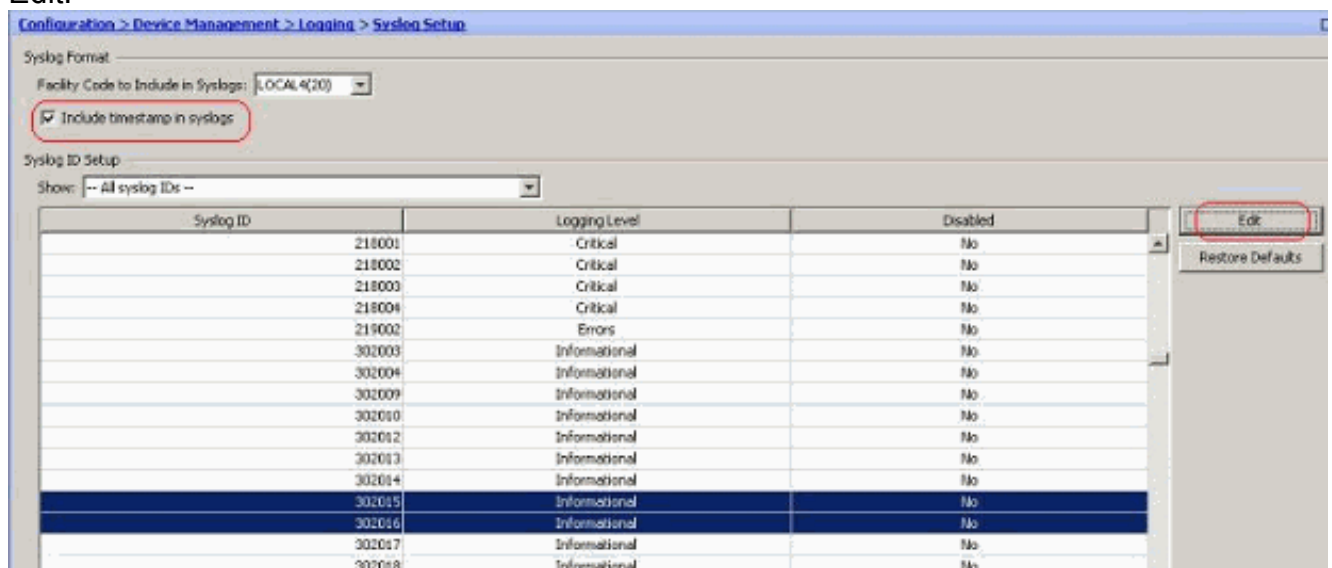 Edit.
Configuration > Device Management > Logging > Syslog Setup
Syslog Format
Facility Code to Include in Syslogs: LOCAL4(20)
Include timestamp in syslogs
Syslog ID Setup
Show: -- All syslog IDs --
Syslog ID Logging Level Disabled
Edit
218001 Critical No
218002 Critical No
Restore Defaults
218003 Critical No
218004 Critical No
219002 Errors No
302003 Informational No
302004 Informational No
302009 Informational No
302010 Informational No
302012 Informational No
302013 Informational No
302014 Informational No
302015 Informational No
302016 Informational No
302017 Informational No
302018 Informational No